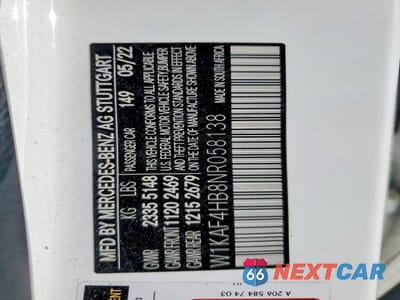 MFD BY MERCEDES-BENZ AG STUTTGART
PASSENGER CAR 149 05/22
KG LBS
GVWR 2335 5148
GAWR FRONT 1120 2469
GAWR REAR 1215 2679
THIS VEHICLE CONFORMS TO ALL APPLICABLE
U.S. FEDERAL MOTOR VEHICLE SAFETY, BUMPER
AND THEFT PREVENTION STANDARDS IN EFFECT
ON THE DATE OF MANUFACTURE SHOWN ABOVE
W1KAF4HB8NR058138
MADE IN SOUTH AFRICA
A 206 584 74 03
66 NEXTCAR